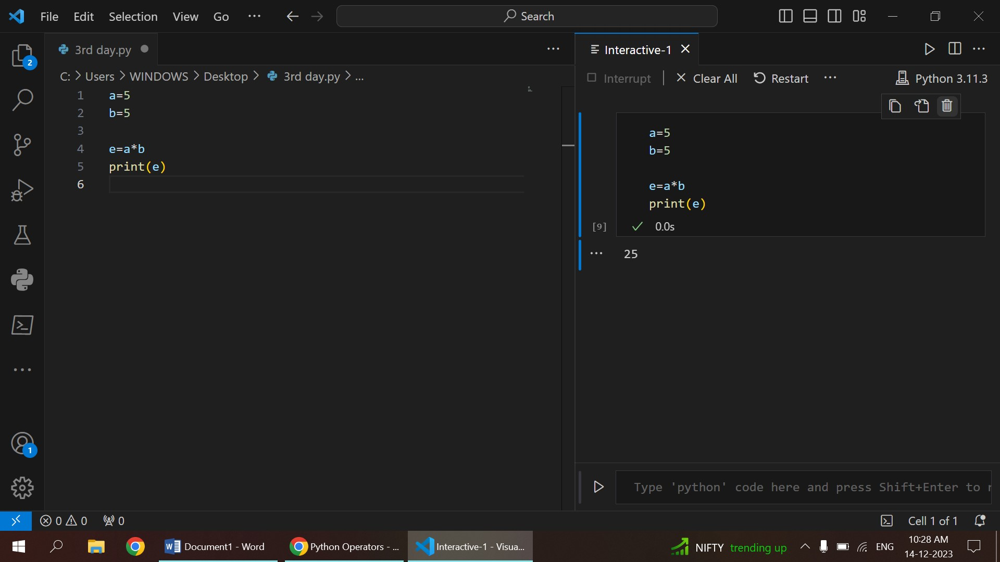 File Edit Selection View Go ... Search
3rd day.py
2
C: > Users > WINDOWS > Desktop > 3rd day.py > ...
1 a=5
2 b=5
3
4 e=a*b
5 print(e)
6
1
Interactive-1
Interrupt | Clear All Restart ... Python 3.11.3
a=5
b=5
e=a*b
print(e)
[9] 0.0s
... 25
Type 'python' code here and press Shift+Enter to r
0 0 0 Cell 1 of 1
Document1 - Word Python Operators - ... Interactive-1 - Visua... NIFTY trending up ENG
10:28 AM
14-12-2023